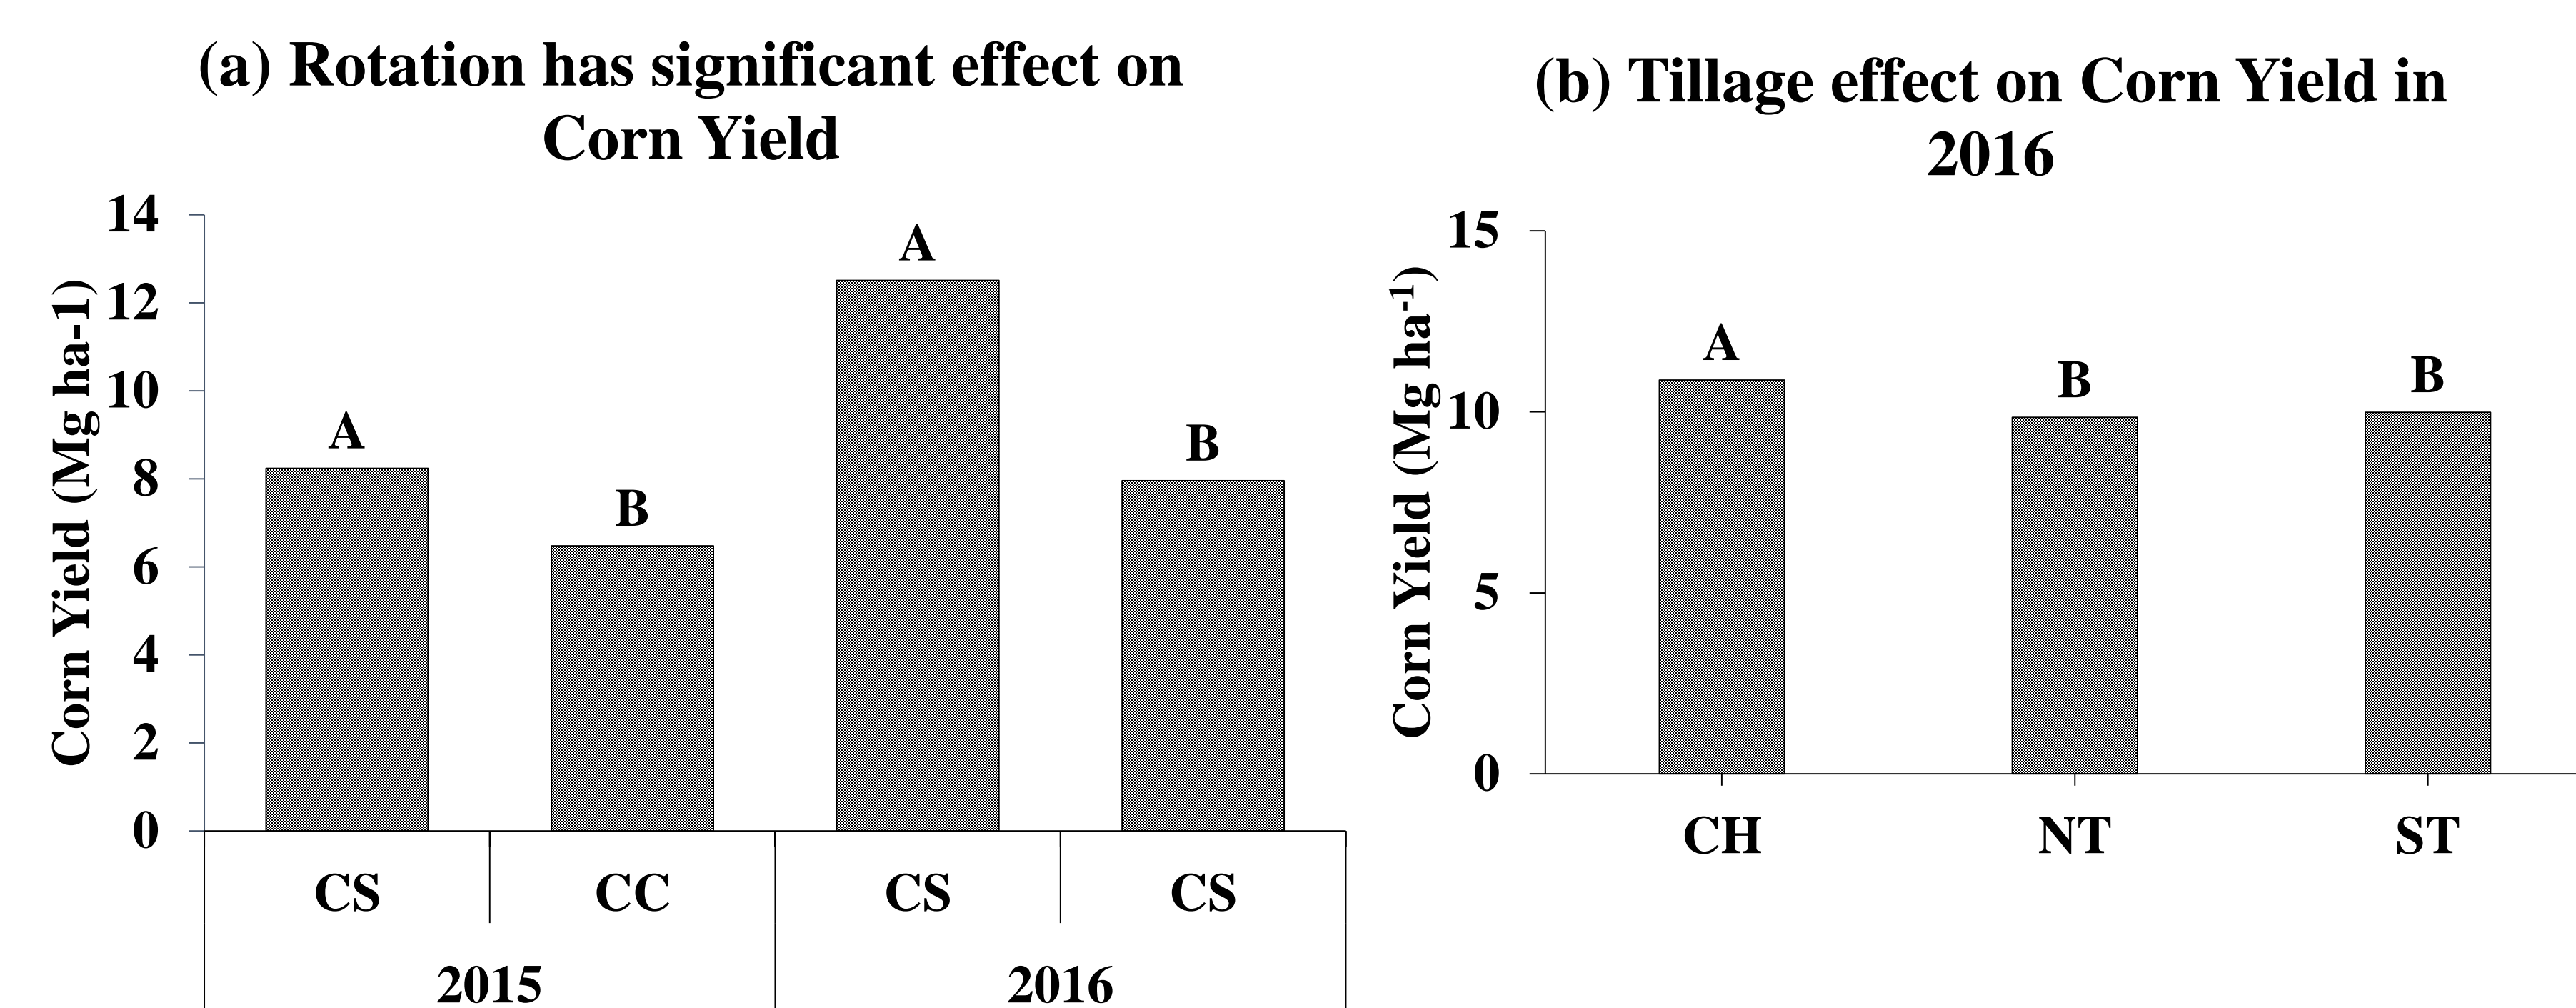 (a) Rotation has significant effect on
Corn Yield
Corn Yield (Mg ha-1)
14
12
10
8
6
4
2
0
A
B
A
B
CS
CC
CS
CS
2015
2016
(b) Tillage effect on Corn Yield in
2016
Corn Yield (Mg ha⁻¹)
15
10
5
0
A
B
B
CH
NT
ST